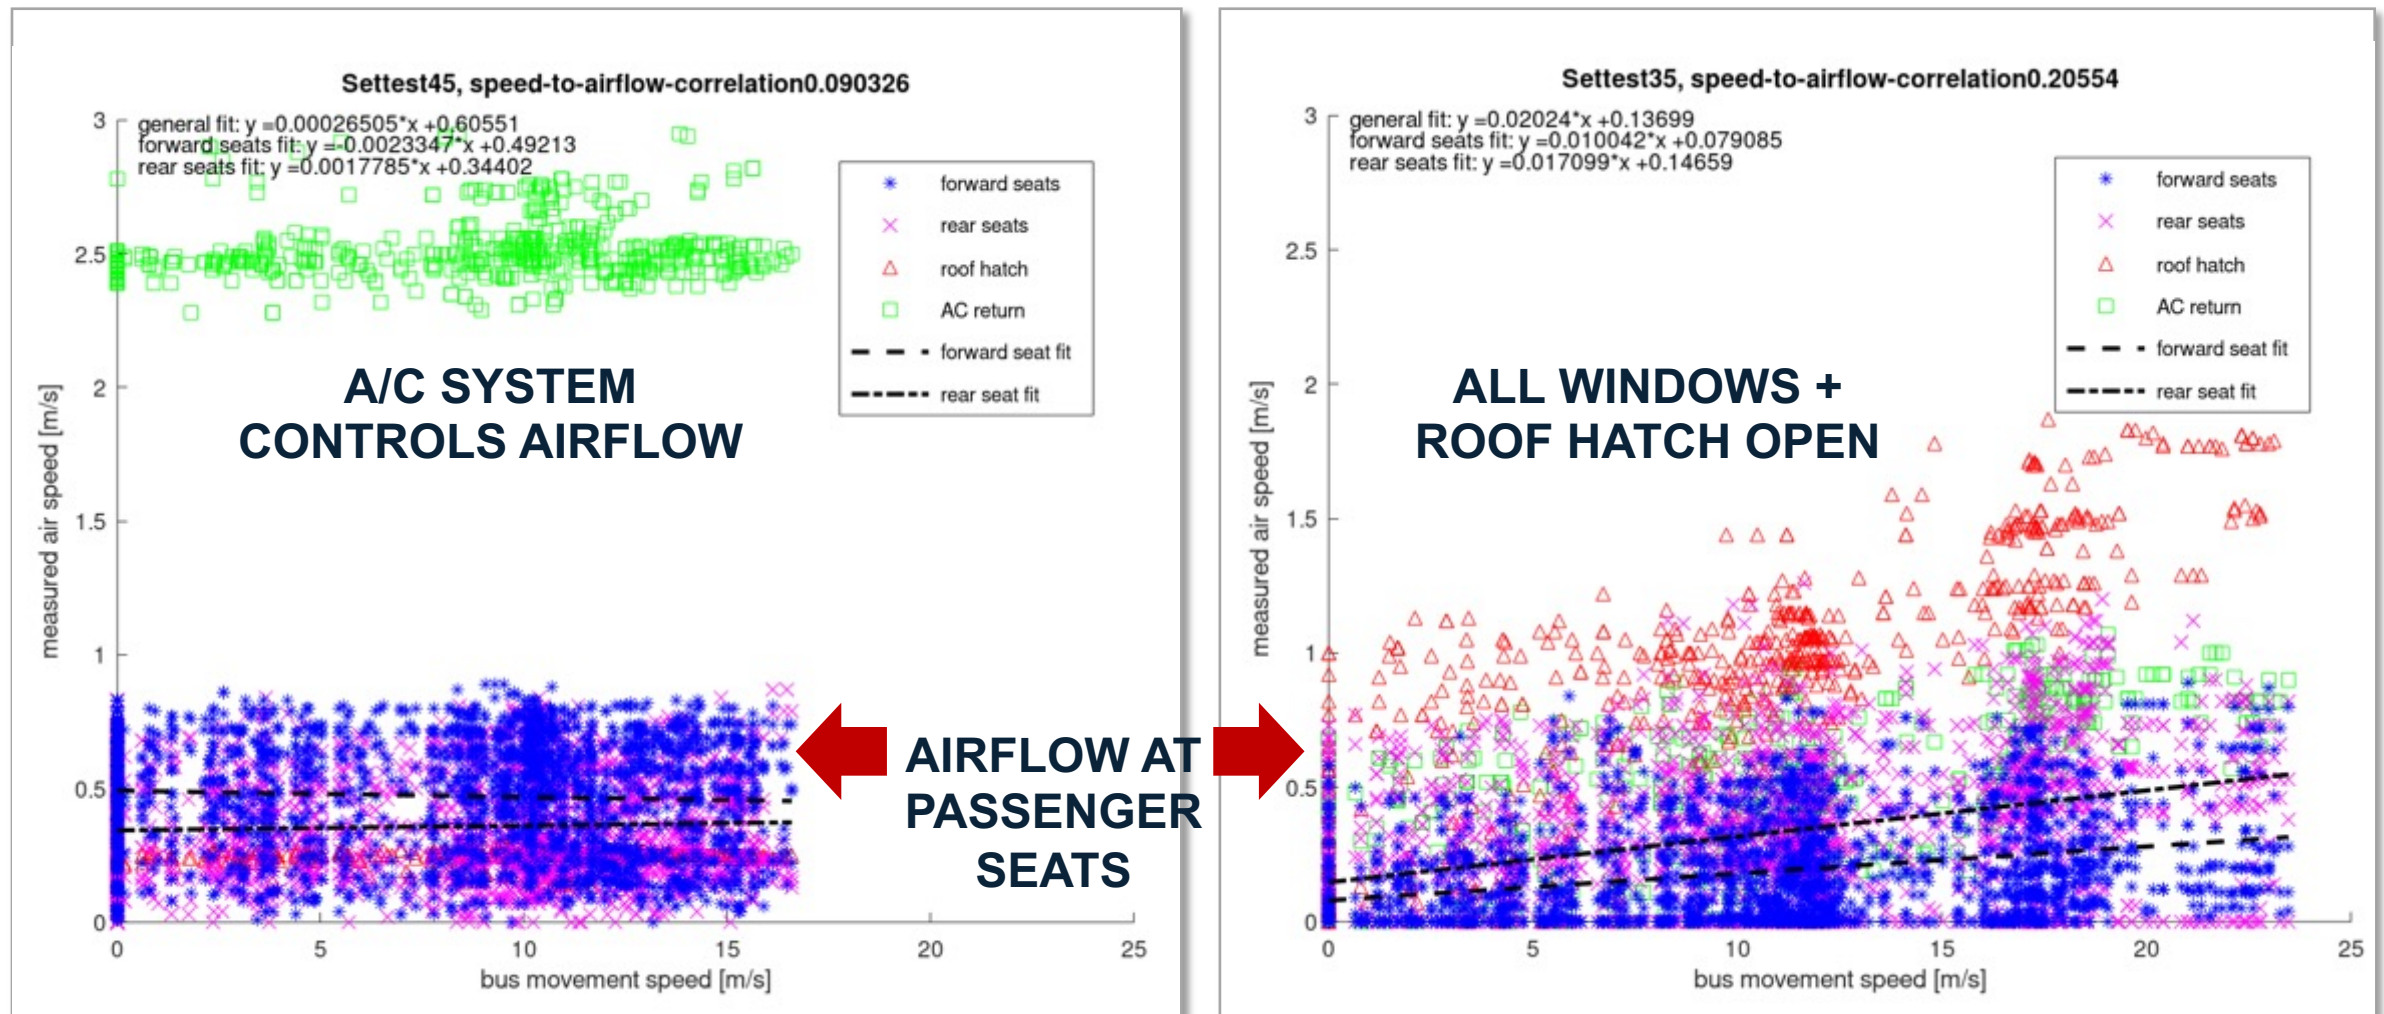 Settest45, speed-to-airflow-correlation0.090326
general fit: y =0.00026505*x +0.60551
forward seats fit: y =-0.0023347*x +0.49213
rear seats fit: y =0.0017785*x +0.34402
3
2.5
2
1.5
1
0.5
0
measured air speed [m/s]
forward seats
rear seats
roof hatch
AC return
forward seat fit
rear seat fit
A/C SYSTEM
CONTROLS AIRFLOW
0 5 10 15 20 25
bus movement speed [m/s]
AIRFLOW AT
PASSENGER
SEATS
Settest35, speed-to-airflow-correlation0.20554
general fit: y =0.02024*x +0.13699
forward seats fit: y =0.010042*x +0.079085
rear seats fit: y =0.017099*x +0.14659
3
2.5
2
1.5
1
0.5
0
measured air speed [m/s]
forward seats
rear seats
roof hatch
AC return
forward seat fit
rear seat fit
ALL WINDOWS +
ROOF HATCH OPEN
0 5 10 15 20 25
bus movement speed [m/s]